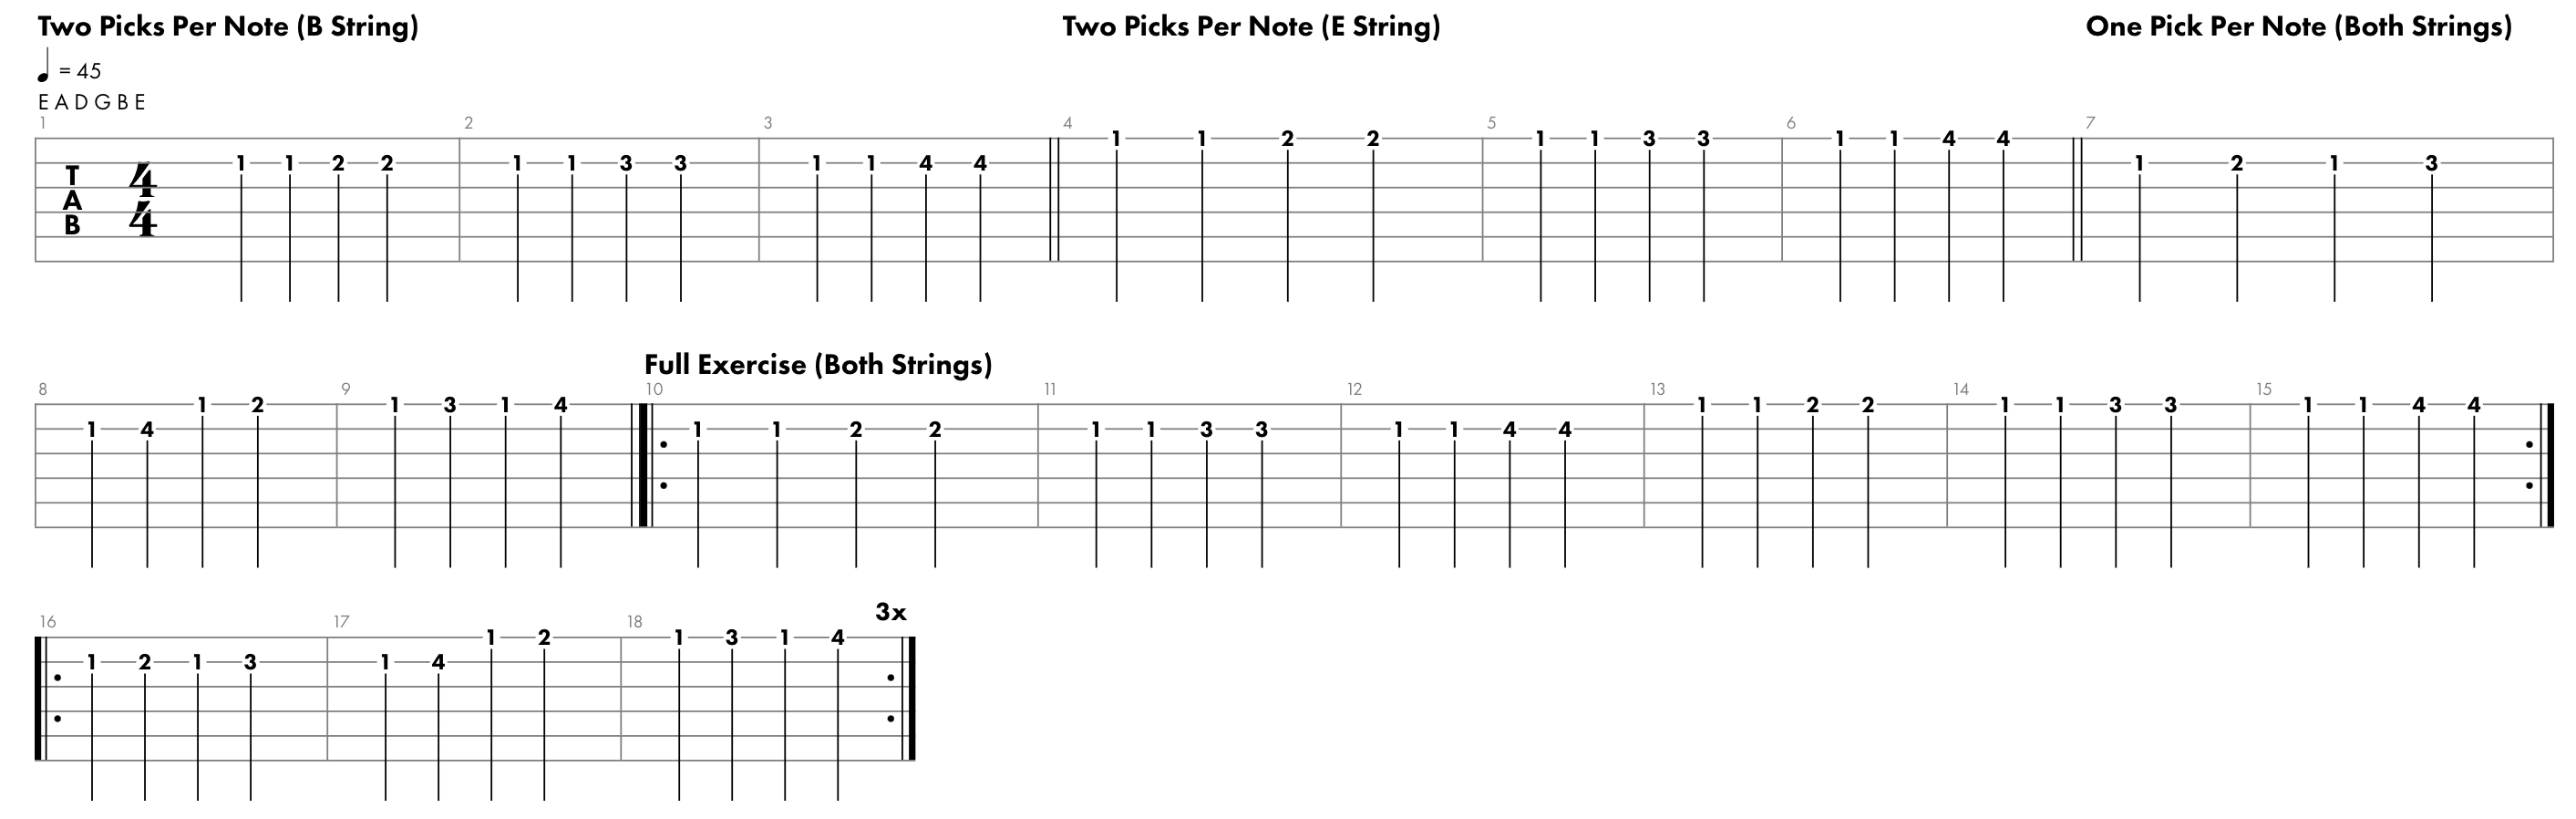 Two Picks Per Note (B String) Two Picks Per Note (E String) One Pick Per Note (Both Strings)
= 45
E A D G B E
1 2 3 4 5 6 7
1 1 2 2 1 1 3 3 1 1 4 4
T A B 4 4 1 1 2 2 1 1 3 3 1 1 4 4 1 2 1 3
Full Exercise (Both Strings)
8 9 10 11 12 13 14 15
1 2 1 3 1 4 1 1 2 2 1 1 3 3 1 1 4 4
1 4 1 1 2 2 1 1 3 3 1 1 4 4
3x
16 17 18
1 2 1 3 1 4
1 2 1 3 1 4